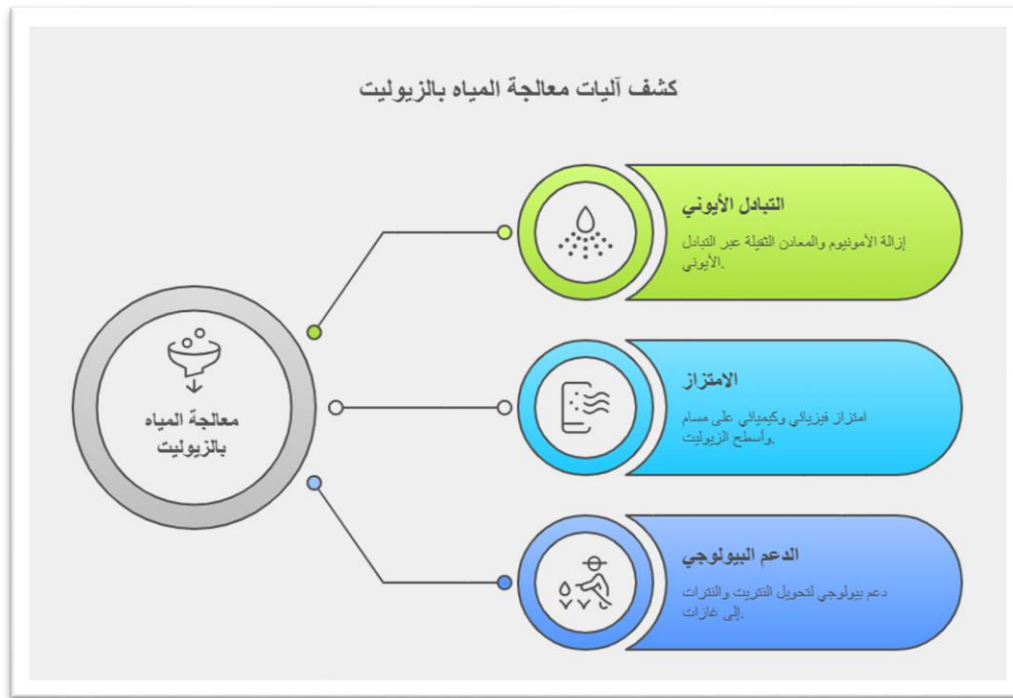 كشف آليات معالجة المياه بالزيوليت
التبادل الأيوني
إزالة الأمونيوم والمعادن الثقيلة عبر التبادل
الأيوني.
معالجة المياه
بالزيوليت
الامتزاز
امتزاز فيزيائي وكيميائي على مسام
وأسطح الزيوليت.
الدعم البيولوجي
دعم بيولوجي لتحويل النتريت والنترات
إلى غازات.